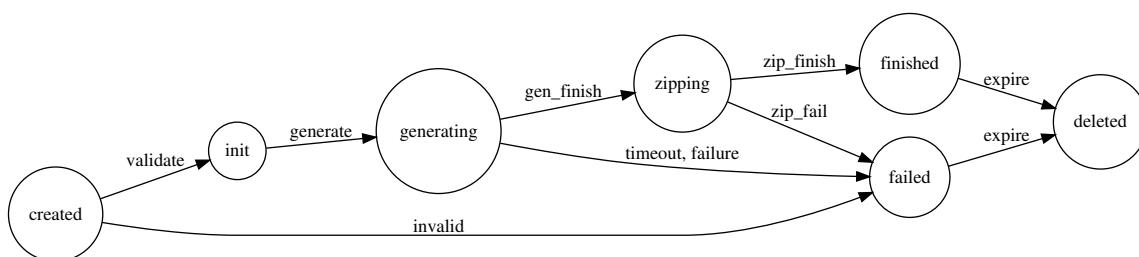 created
validate
init
generate
generating
gen_finish
zipping
zip_finish
finished
expire
deleted
zip_fail
timeout, failure
failed
expire
invalid